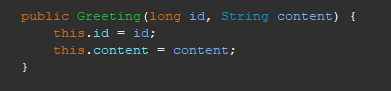 public Greeting(long id, String content) {
    this.id = id;
    this.content = content;
}